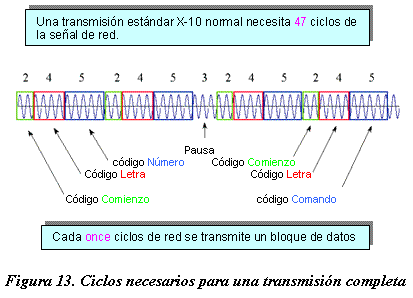 Una transmisión estándar X-10 normal necesita 47 ciclos de
la señal de red.
2 4 5 2 4 5 3 2 4 5 2 4 5
Pausa
código Número Código Comienzo
Código Letra Código Letra
Código Comienzo código Comando
Cada once ciclos de red se transmite un bloque de datos
Figura 13. Ciclos necesarios para una transmisión completa